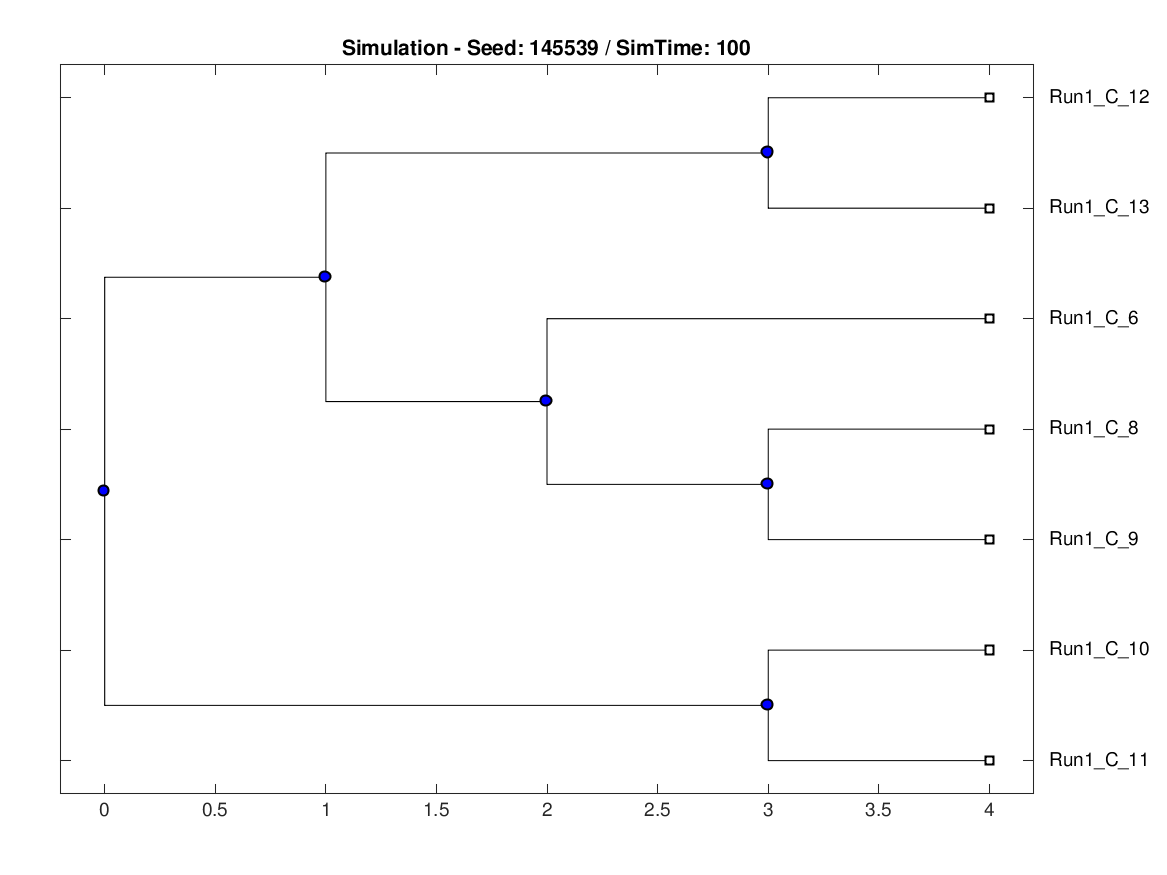 Simulation - Seed: 145539 / SimTime: 100
Run1_C_12
Run1_C_13
Run1_C_6
Run1_C_8
Run1_C_9
Run1_C_10
Run1_C_11
0 0.5 1 1.5 2 2.5 3 3.5 4